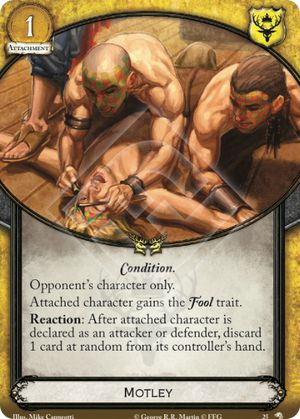 1
ATTACHMENT
Condition.
Opponent's character only.
Attached character gains the Fool trait.
Reaction: After attached character is
declared as an attacker or defender, discard
1 card at random from its controller's hand.
MOTLEY
Illus. Mike Capprotti
© George R.R. Martin © FFG
25